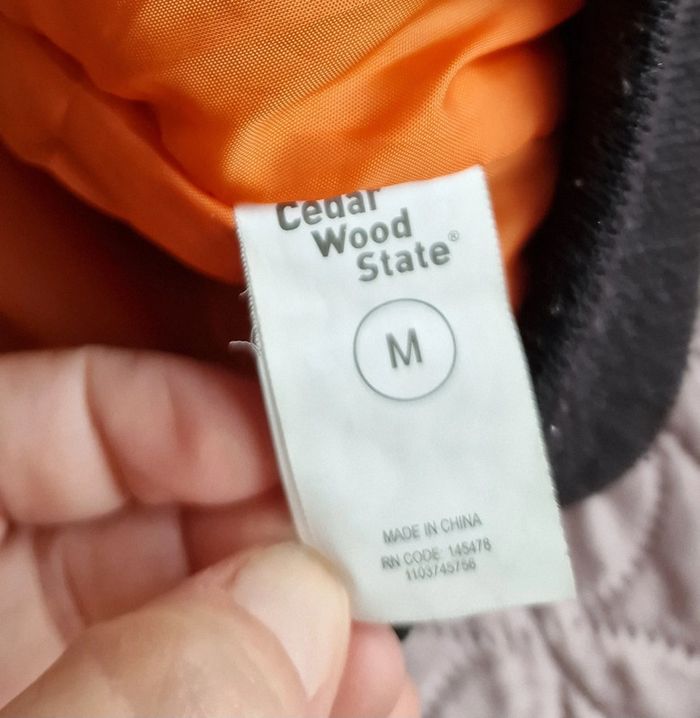 Cedar
Wood
State®
M
MADE IN CHINA
RN CODE: 145478
1103745756